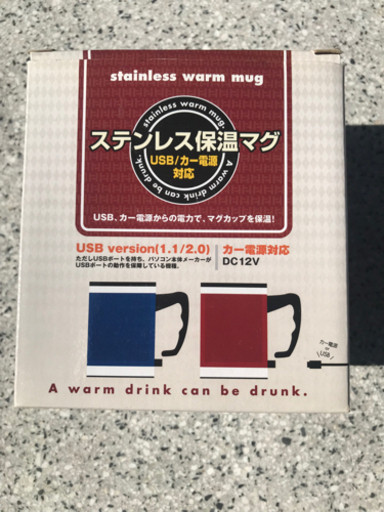 stainless warm mug
stainless warm mug.
ステンレス保温マグ
USB/カー電源
対応
A warm drink can be drunk.
USB、カー電源からの電力で、マグカップを保温!
USB version(1.1/2.0)
ただしUSBポートを持ち、パソコン本体メーカーが
USBポートの動作を保障している機種。
カー電源対応
DC12V
カー電源
or
USB
A warm drink can be drunk.